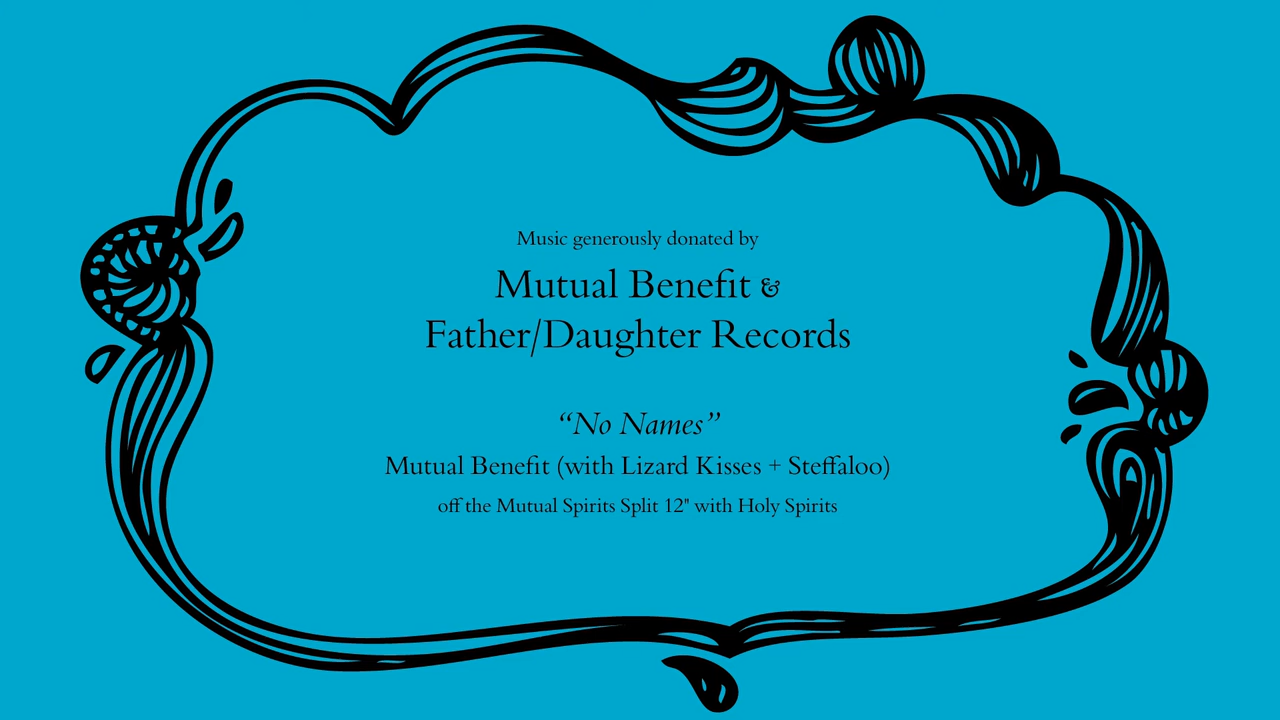 Music generously donated by
Mutual Benefit &
Father/Daughter Records
“No Names”
Mutual Benefit (with Lizard Kisses + Steffaloo)
off the Mutual Spirits Split 12" with Holy Spirits